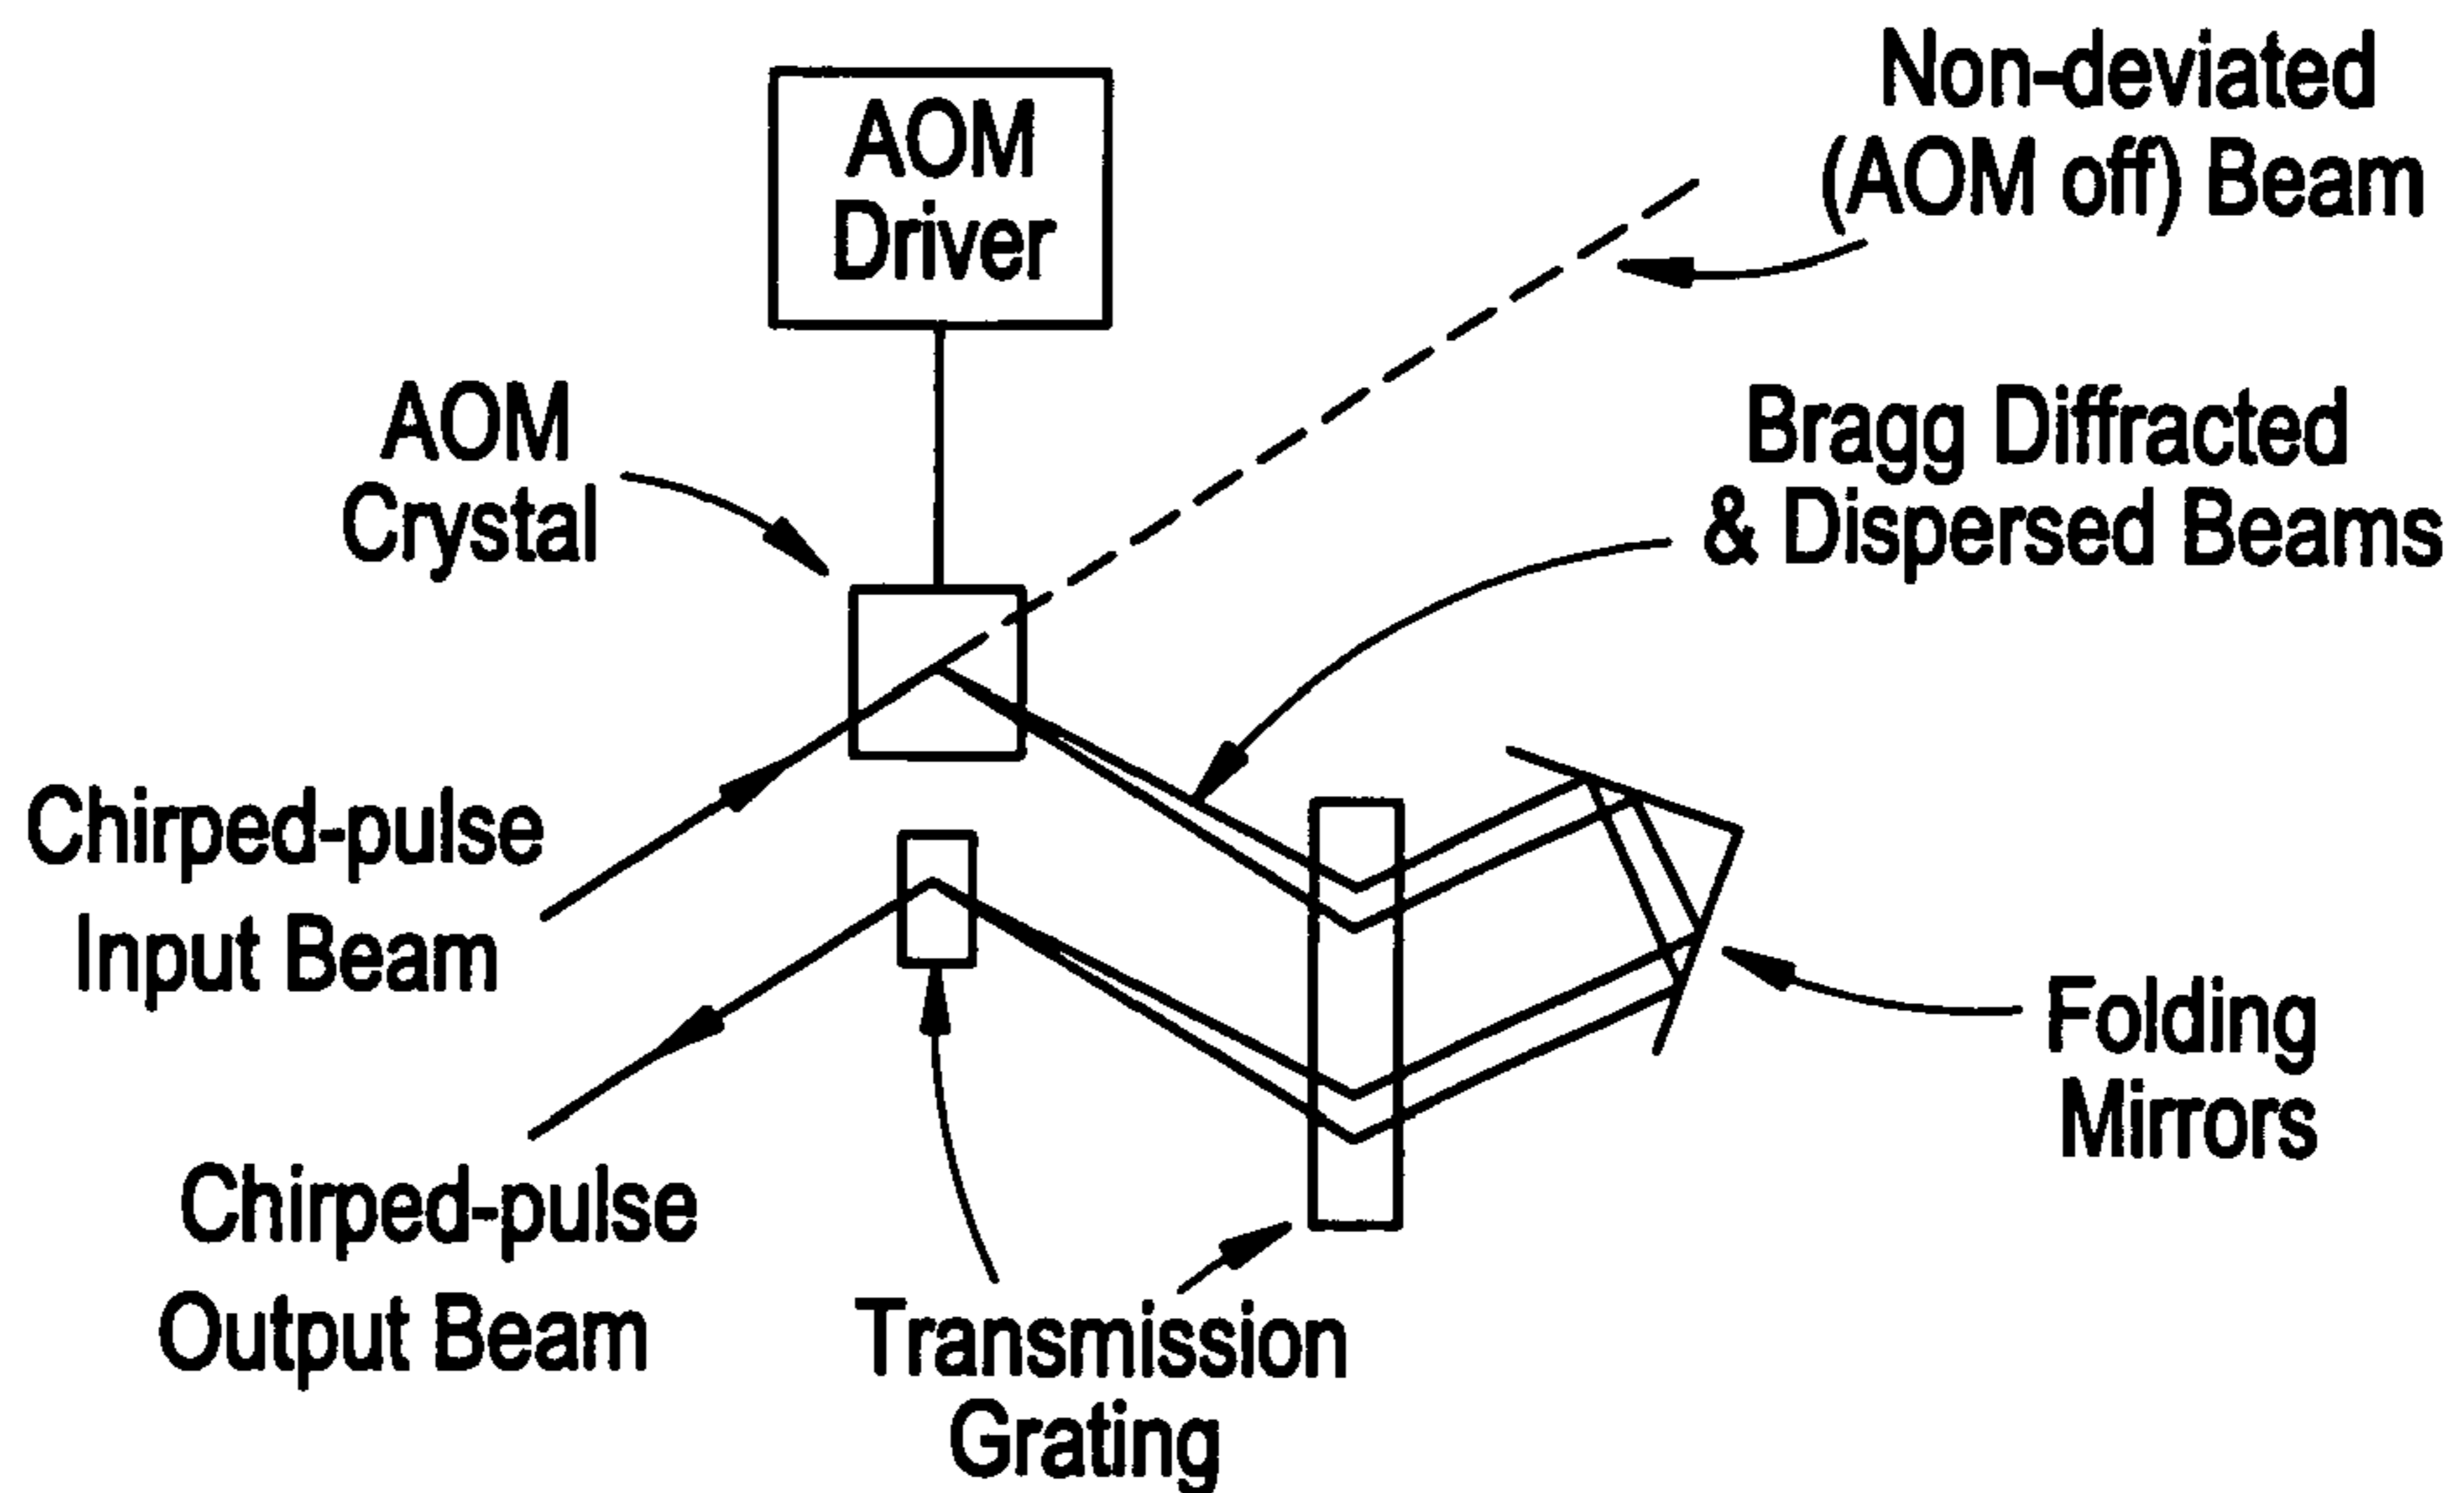 AOM
Driver
Non-deviated
(AOM off) Beam
AOM
Crystal
Bragg Diffracted
& Dispersed Beams
Chirped-pulse
Input Beam
Folding
Mirrors
Chirped-pulse
Output Beam
Transmission
Grating